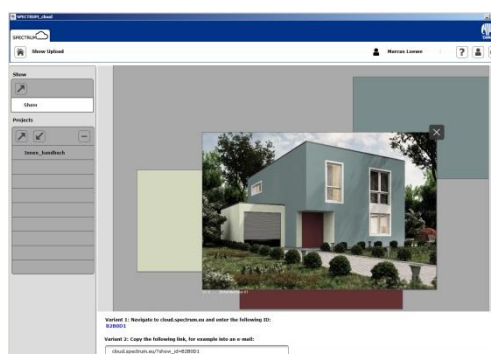 SPECTRUM_cloud
SPECTRUM
Show Upload
Marcus Loewe
?
Show
Show
Projects
Innen_handbuch
Variant 1: Navigate to cloud.spectrum.eu and enter the following ID:
B2B0D1
Variant 2: Copy the following link, for example into an e-mail:
cloud.spectrum.eu/?show_id=B2B0D1